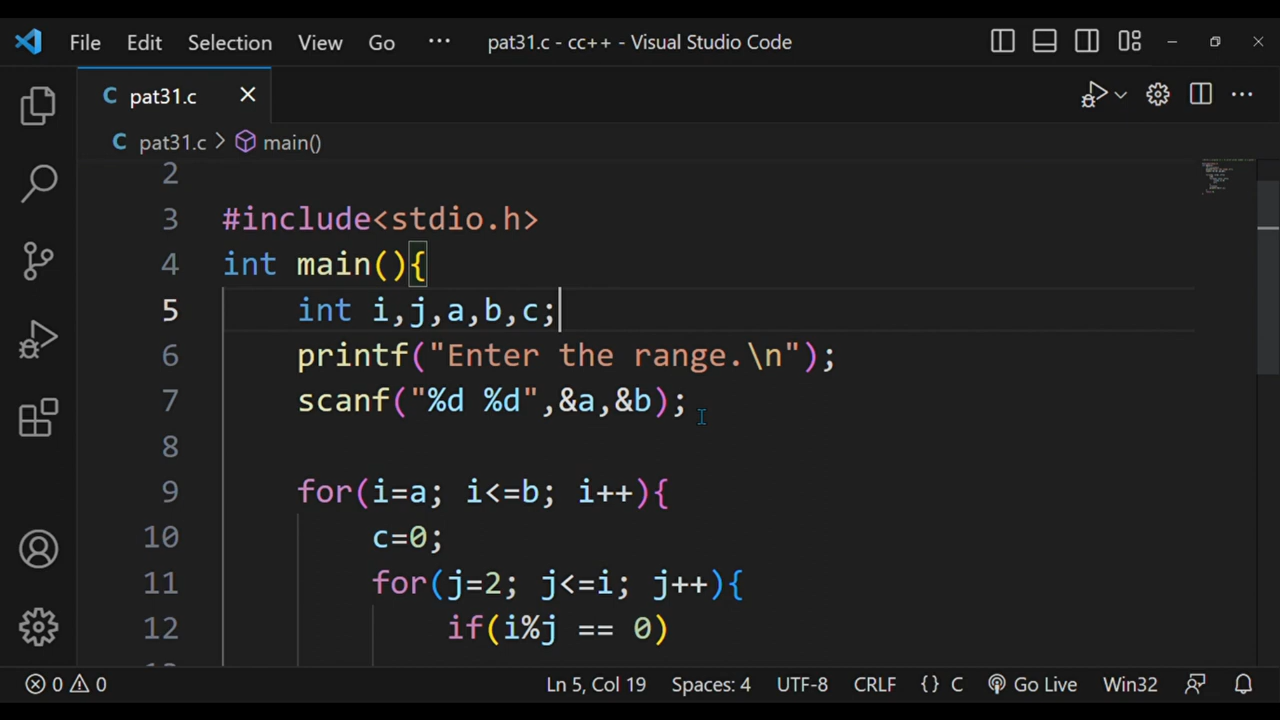 File Edit Selection View Go ··· pat31.c - cc++ - Visual Studio Code
C pat31.c
C pat31.c > main()
2
3 #include<stdio.h>
4 int main(){
5     int i,j,a,b,c;
6     printf("Enter the range.\n");
7     scanf("%d %d",&a,&b);
8
9     for(i=a; i<=b; i++){
10         c=0;
11         for(j=2; j<=i; j++){
12             if(i%j == 0)
0 0 Ln 5, Col 19 Spaces: 4 UTF-8 CRLF {} C Go Live Win32